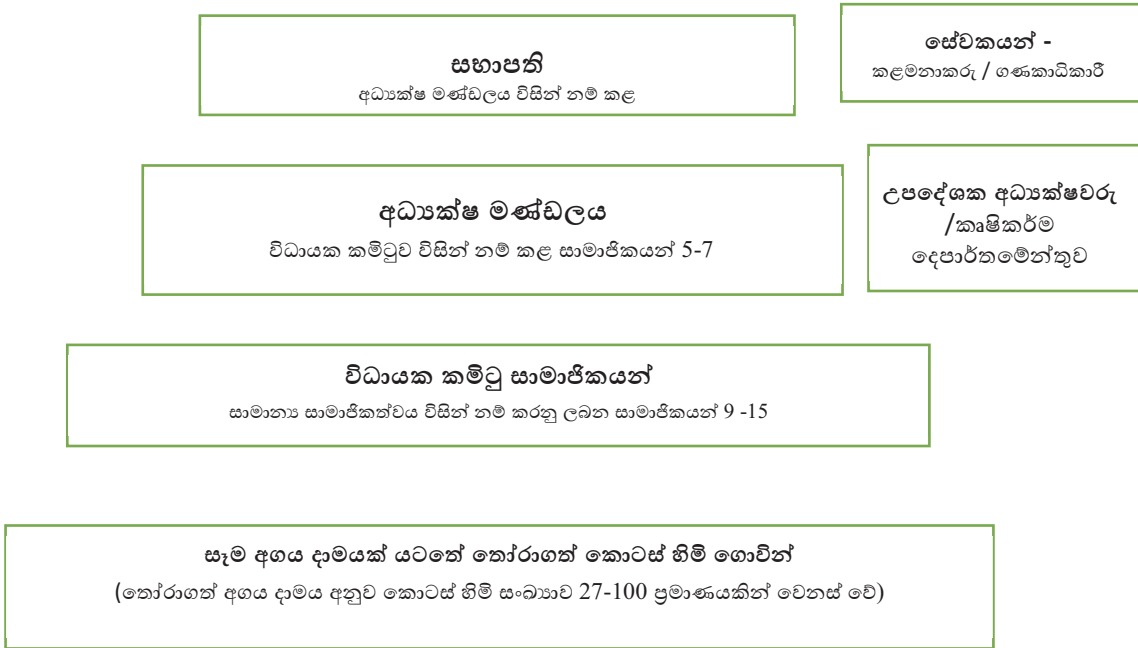 සභාපති
අධ්‍යක්ෂ මණ්ඩලය විසින් නම් කළ
සේවකයන් -
කළමනාකරු / ගණකාධිකාරී
අධ්‍යක්ෂ මණ්ඩලය
විධායක කමිටුව විසින් නම් කළ සාමාජිකයන් 5-7
උපදේශක අධ්‍යක්ෂවරු
/කෘෂිකර්ම
දෙපාර්තමේන්තුව
විධායක කමිටු සාමාජිකයන්
සාමාන්‍ය සාමාජිකත්වය විසින් නම් කරනු ලබන සාමාජිකයන් 9 -15
සෑම අගය දාමයක් යටතේ තෝරාගත් කොටස් හිමි ගොවීන්
(තෝරාගත් අගය දාමය අනුව කොටස් හිමි සංඛ්‍යාව 27-100 ප්‍රමාණයකින් වෙනස් වේ)